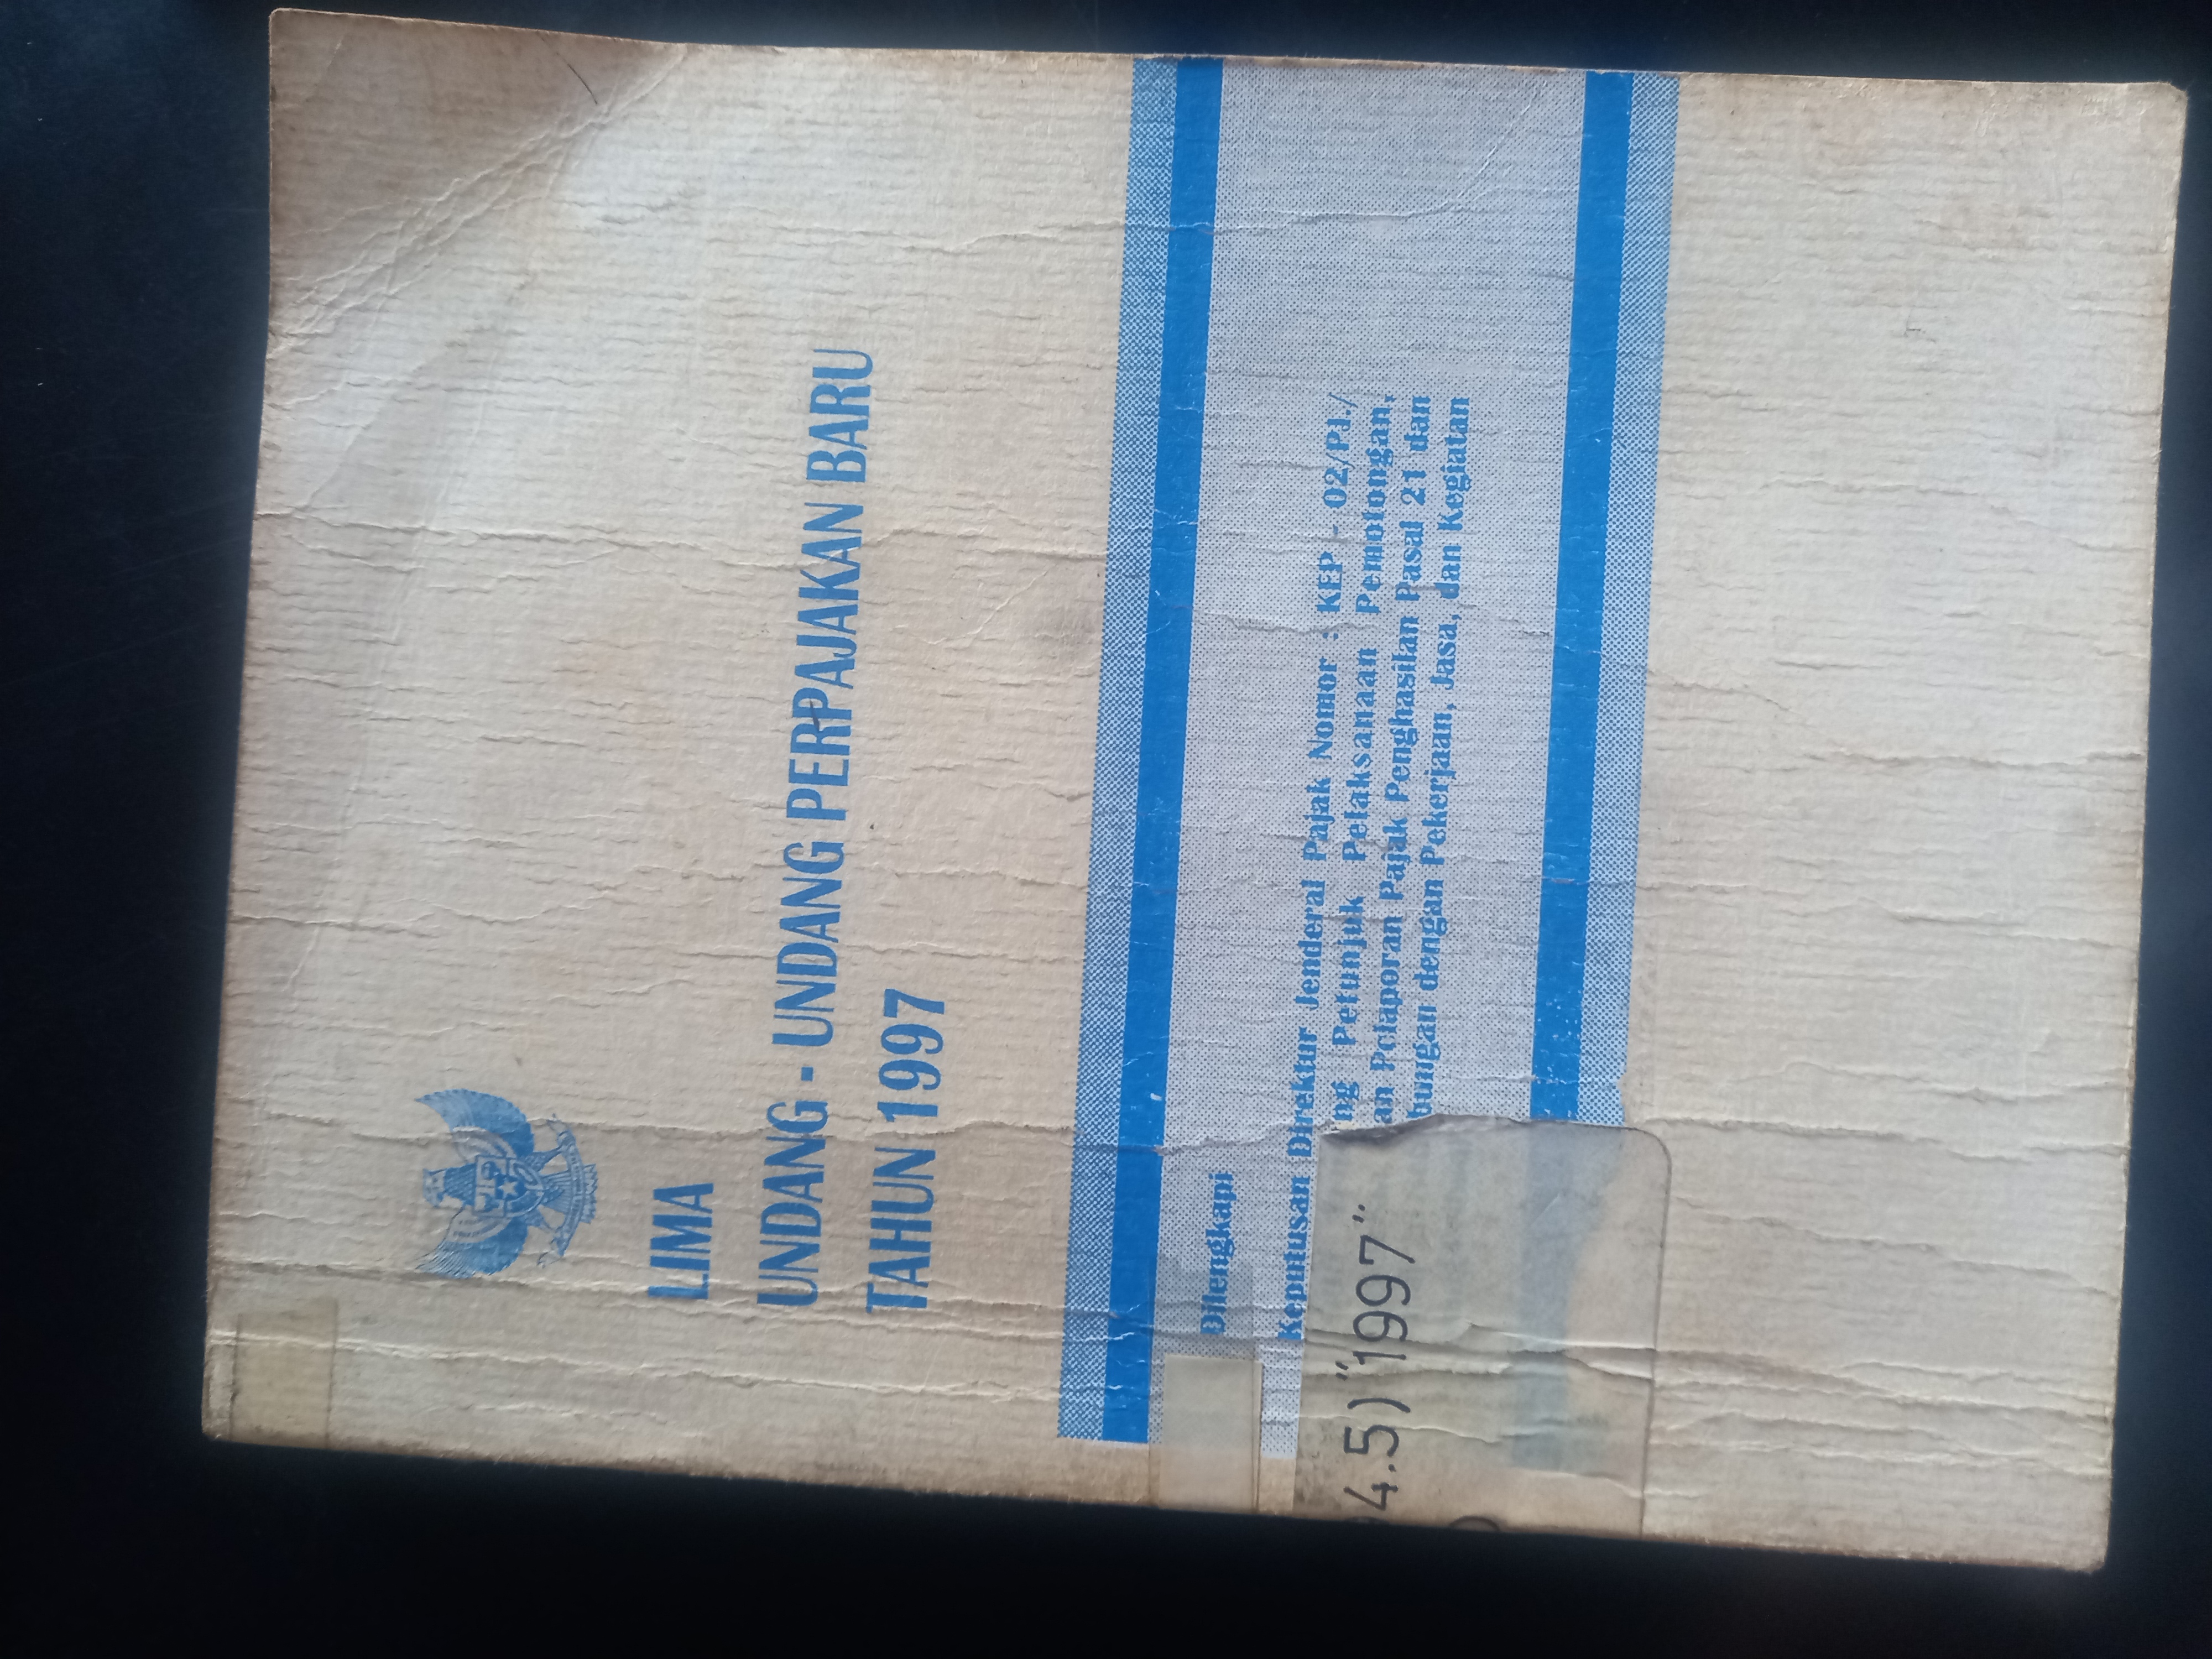 LIMA
UNDANG - UNDANG PERPAJAKAN BARU
TAHUN 1997
Dilengkapi
Keputusan Direktur Jenderal Pajak Nomor : KEP - 02/PJ./
ng Petunjuk Pelaksanaan Pemotongan,
an Pelaporan Pajak Penghasilan Pasal 21 dan
bungan dengan Pekerjaan, Jasa, dan Kegiatan
4.5)"1997"